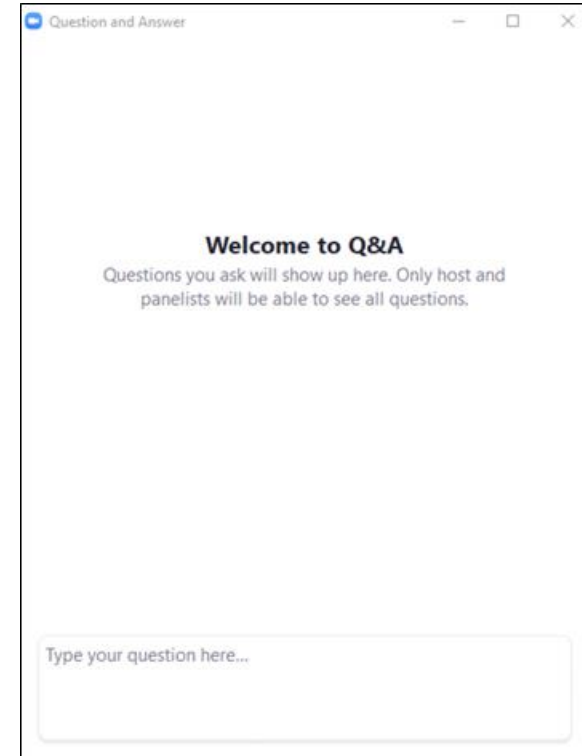 Question and Answer
Welcome to Q&A
Questions you ask will show up here. Only host and
panelists will be able to see all questions.
Type your question here...